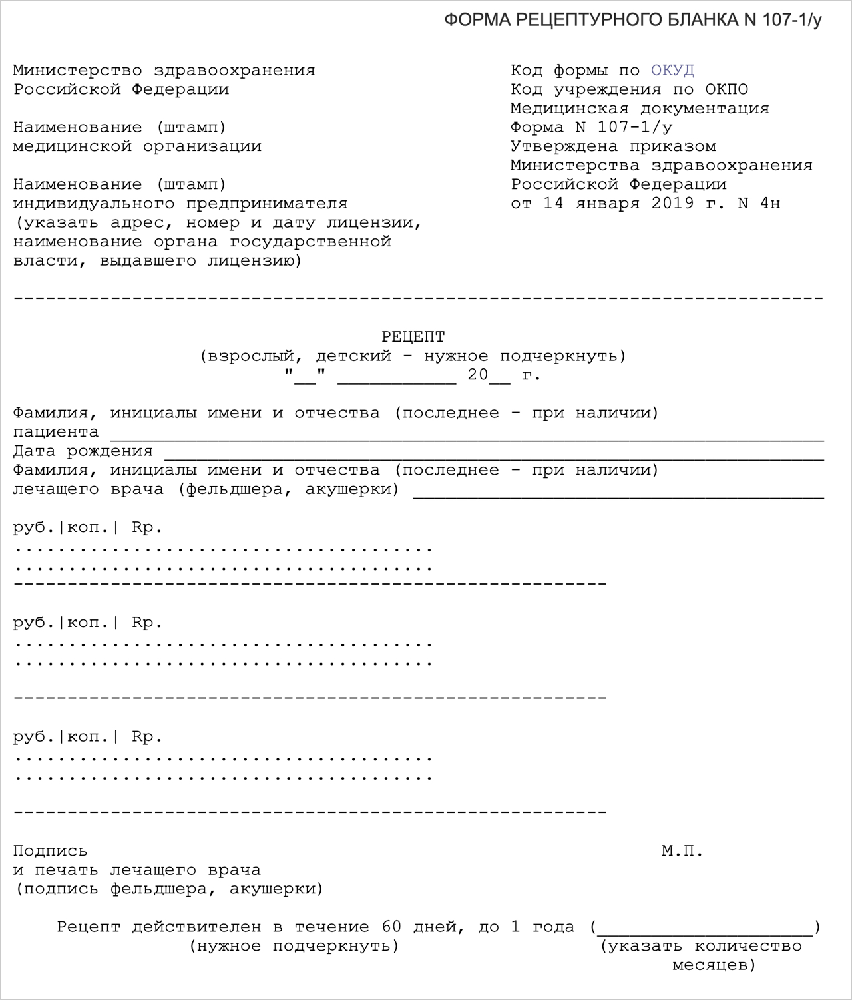 ФОРМА РЕЦЕПТУРНОГО БЛАНКА N 107-1/у
Министерство здравоохранения
Российской Федерации
Наименование (штамп)
медицинской организации
Наименование (штамп)
индивидуального предпринимателя
(указать адрес, номер и дату лицензии,
наименование органа государственной
власти, выдавшего лицензию)
Код формы по ОКУД
Код учреждения по ОКПО
Медицинская документация
Форма N 107-1/у
Утверждена приказом
Министерства здравоохранения
Российской Федерации
от 14 января 2019 г. N 4н
---------------------------------------------------------------------------
РЕЦЕПТ
(взрослый, детский - нужное подчеркнуть)
"__" ___________ 20__ г.
Фамилия, инициалы имени и отчества (последнее - при наличии)
пациента __________________________________________________________________
Дата рождения _____________________________________________________________
Фамилия, инициалы имени и отчества (последнее - при наличии)
лечащего врача (фельдшера, акушерки) ______________________________________
руб.|коп.| Rp.
.......................................
.......................................
-------------------------------------------------------
руб.|коп.| Rp.
.......................................
.......................................
-------------------------------------------------------
руб.|коп.| Rp.
.......................................
.......................................
-------------------------------------------------------
Подпись М.П.
и печать лечащего врача
(подпись фельдшера, акушерки)
Рецепт действителен в течение 60 дней, до 1 года (____________________)
(нужное подчеркнуть) (указать количество
месяцев)